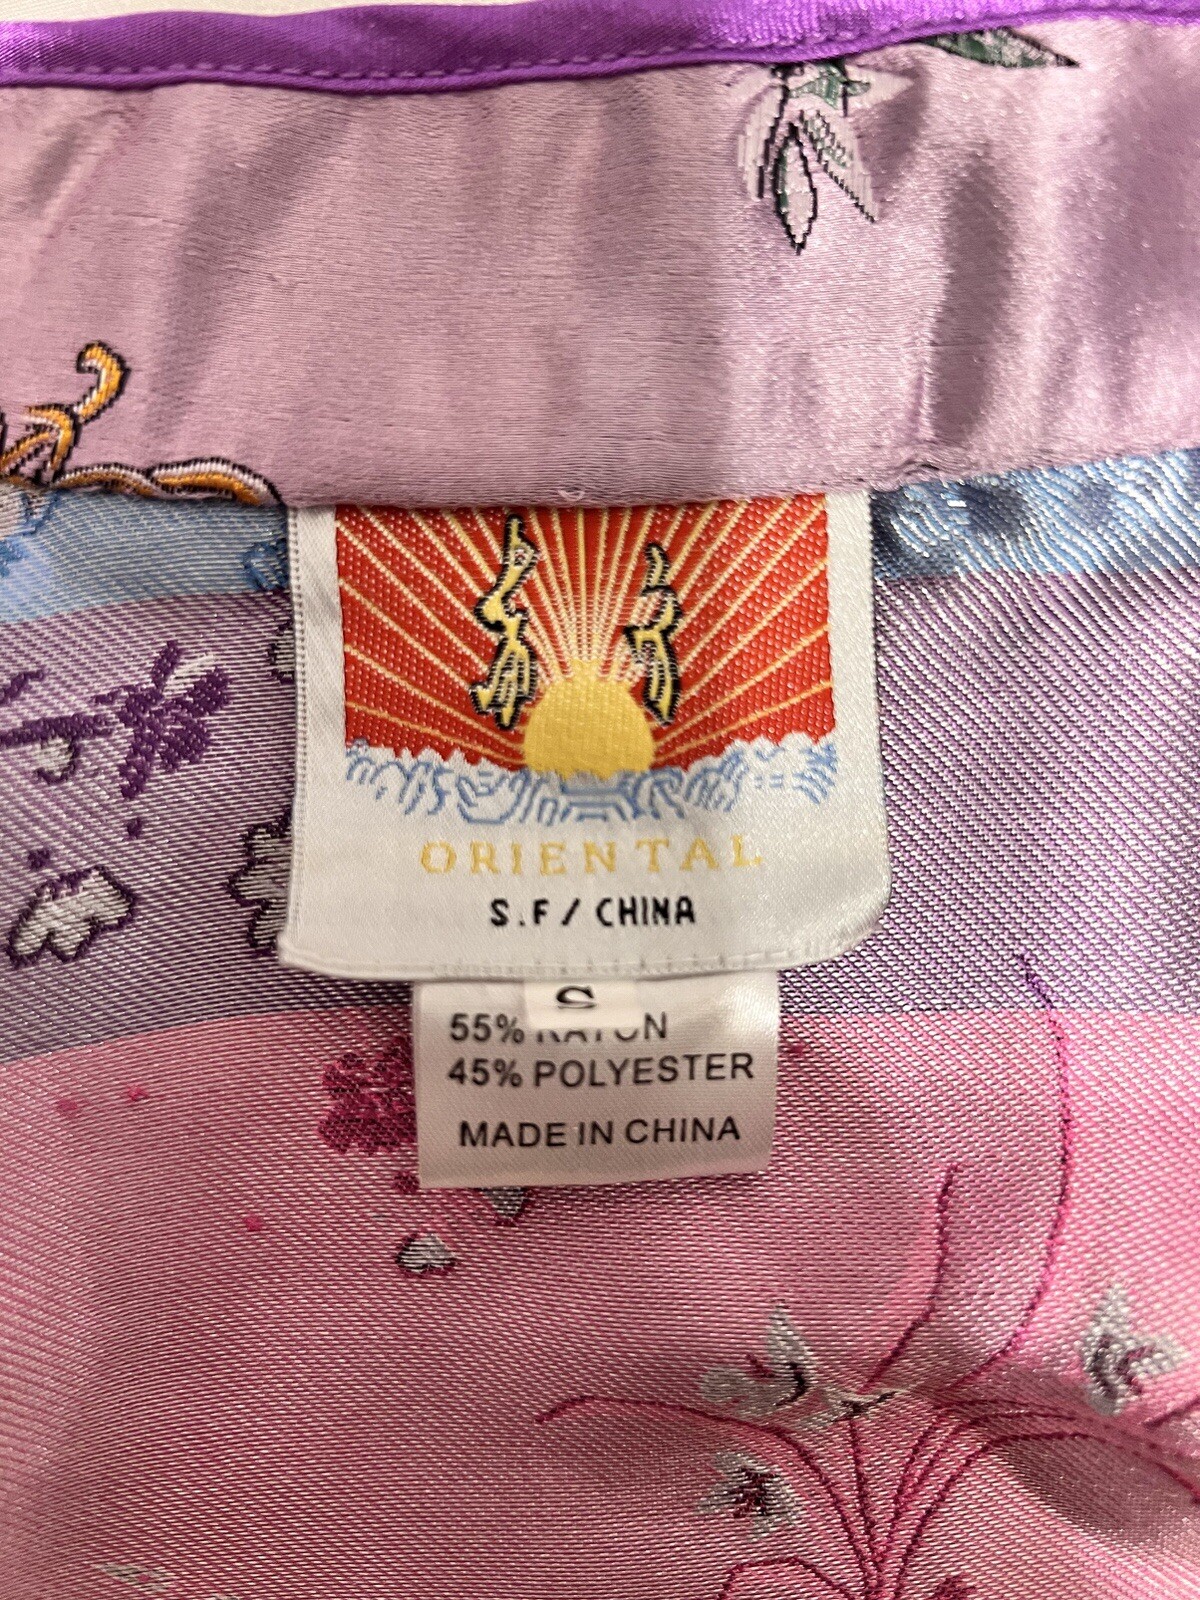 ORIENTAL
S.F / CHINA
S
55% RAYON
45% POLYESTER
MADE IN CHINA